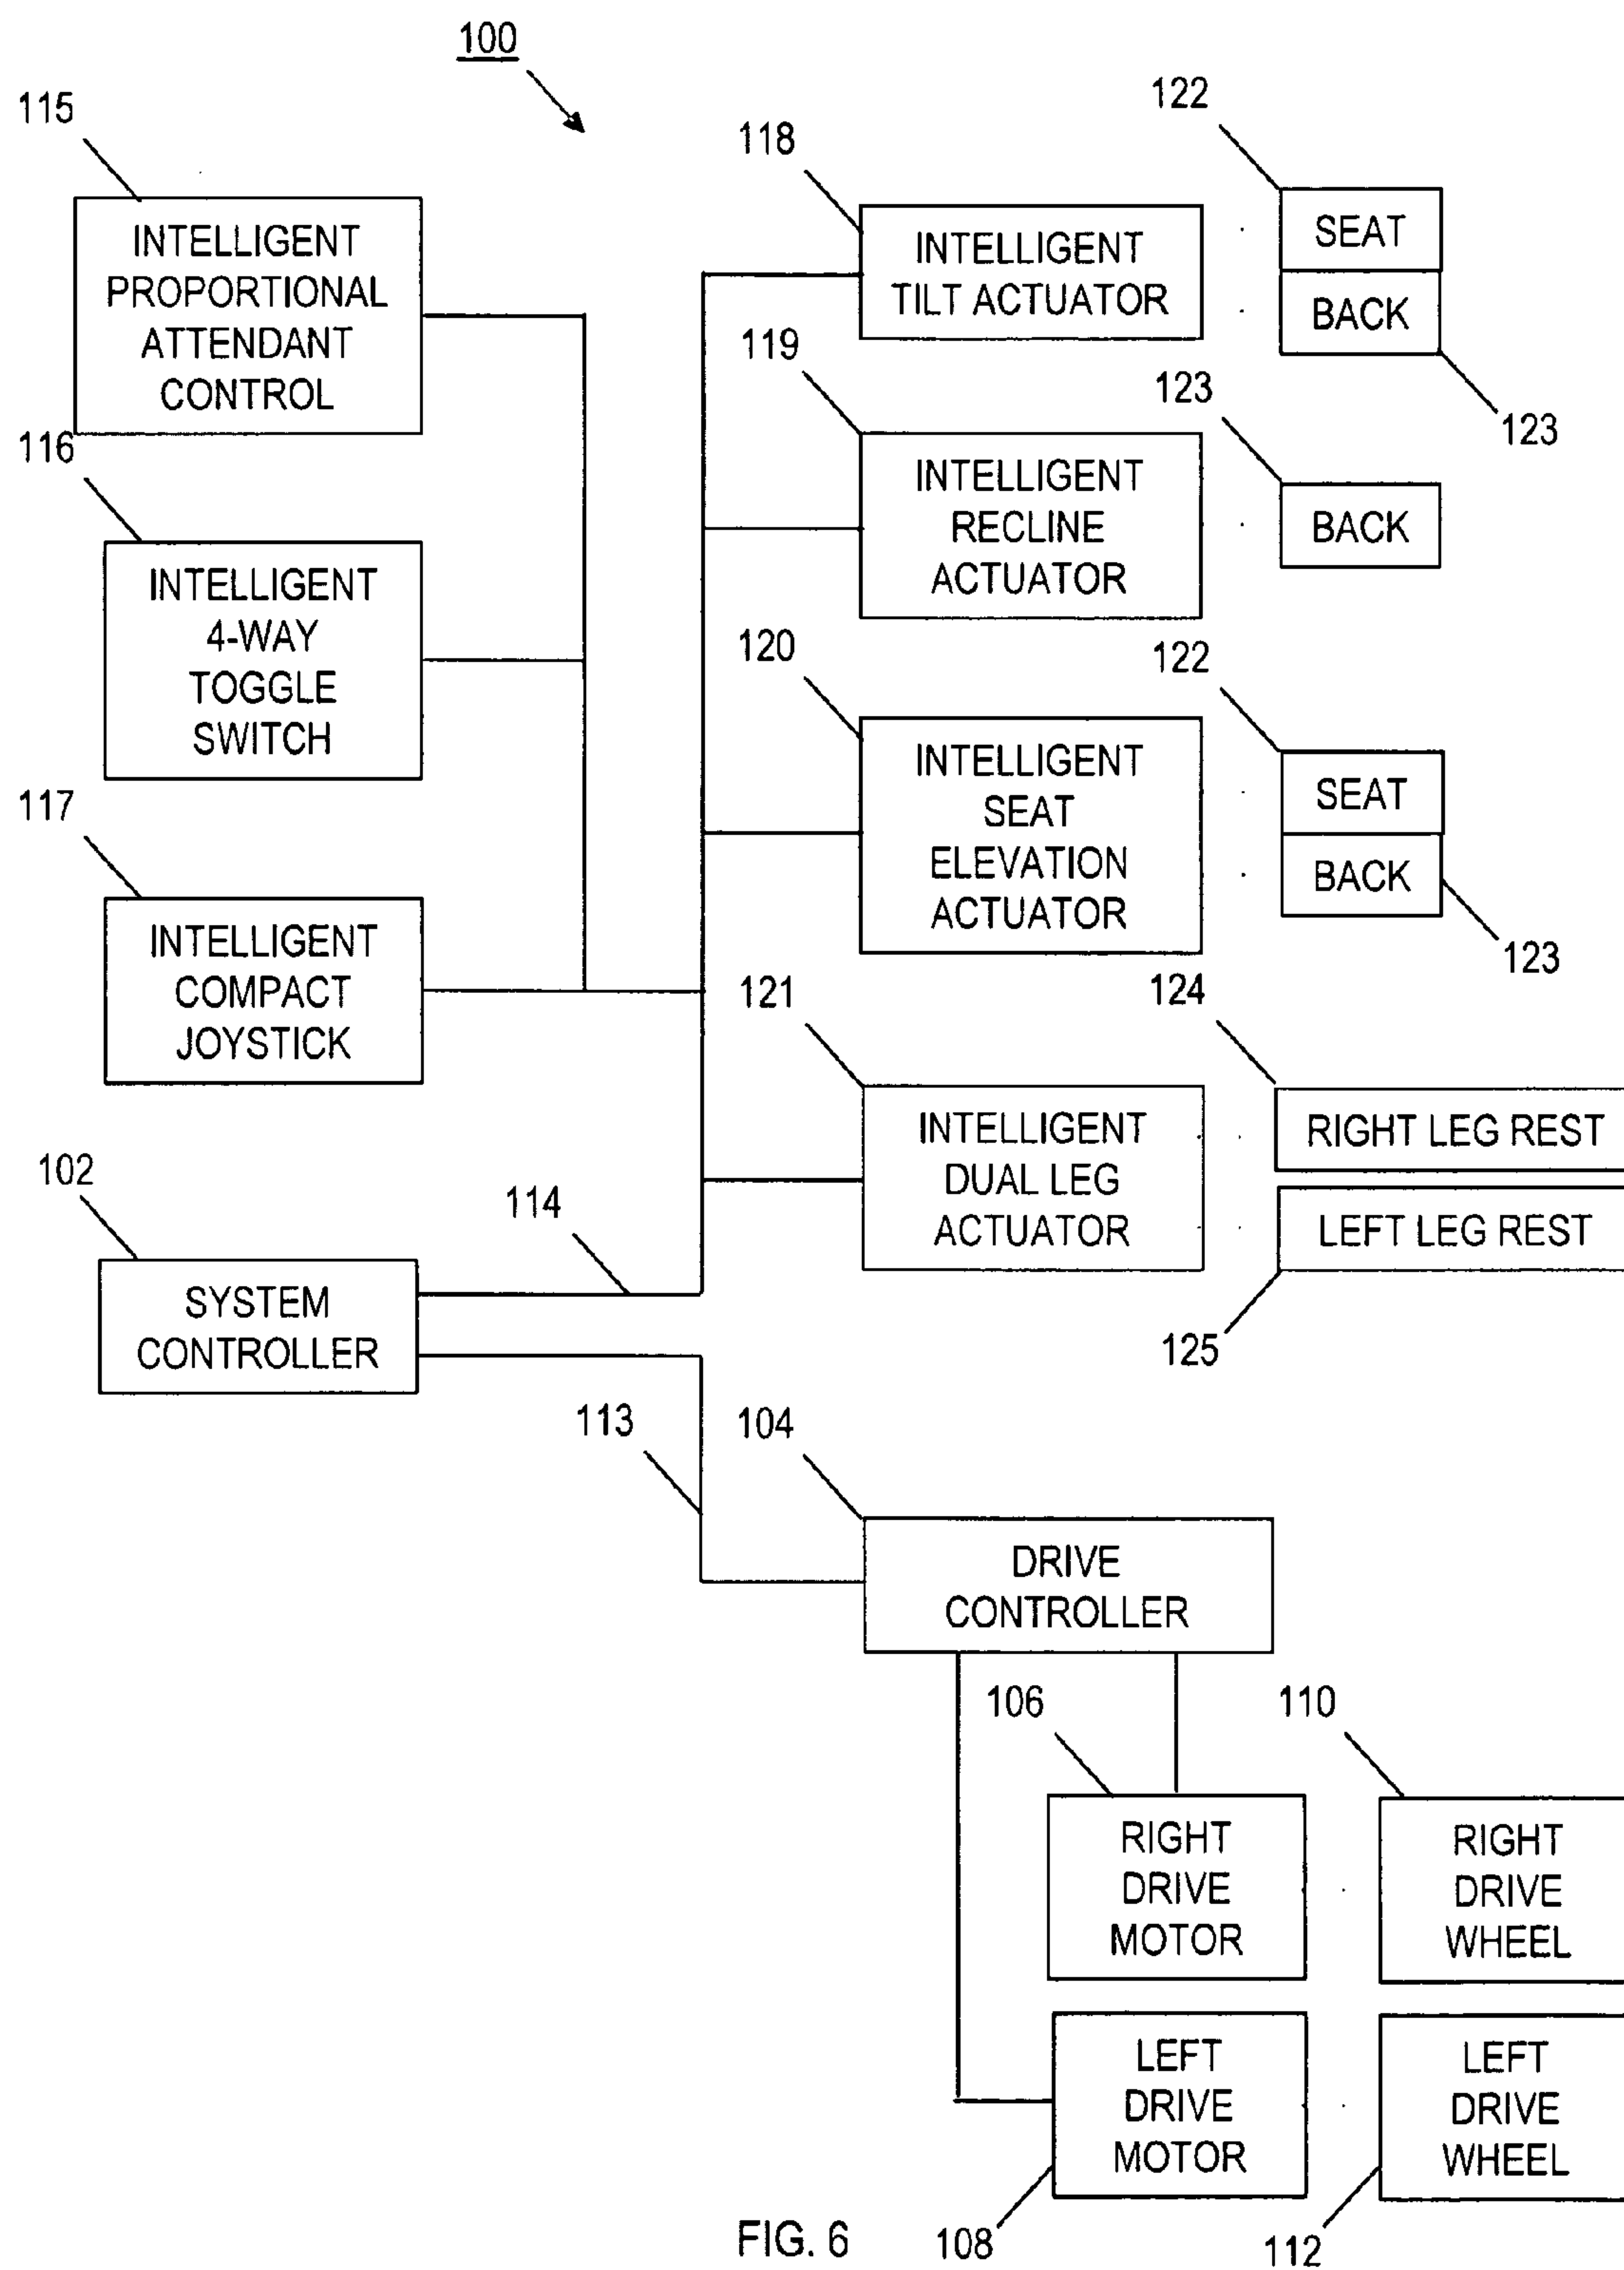 100
115
INTELLIGENT
PROPORTIONAL
ATTENDANT
CONTROL
116
INTELLIGENT
4-WAY
TOGGLE
SWITCH
117
INTELLIGENT
COMPACT
JOYSTICK
102
SYSTEM
CONTROLLER
114
113
118
INTELLIGENT
TILT ACTUATOR
122
SEAT
BACK
123
119
INTELLIGENT
RECLINE
ACTUATOR
123
BACK
120
INTELLIGENT
SEAT
ELEVATION
ACTUATOR
122
SEAT
BACK
123
121
INTELLIGENT
DUAL LEG
ACTUATOR
124
RIGHT LEG REST
LEFT LEG REST
125
104
DRIVE
CONTROLLER
106
RIGHT
DRIVE
MOTOR
110
RIGHT
DRIVE
WHEEL
LEFT
DRIVE
MOTOR
108
LEFT
DRIVE
WHEEL
112
FIG. 6